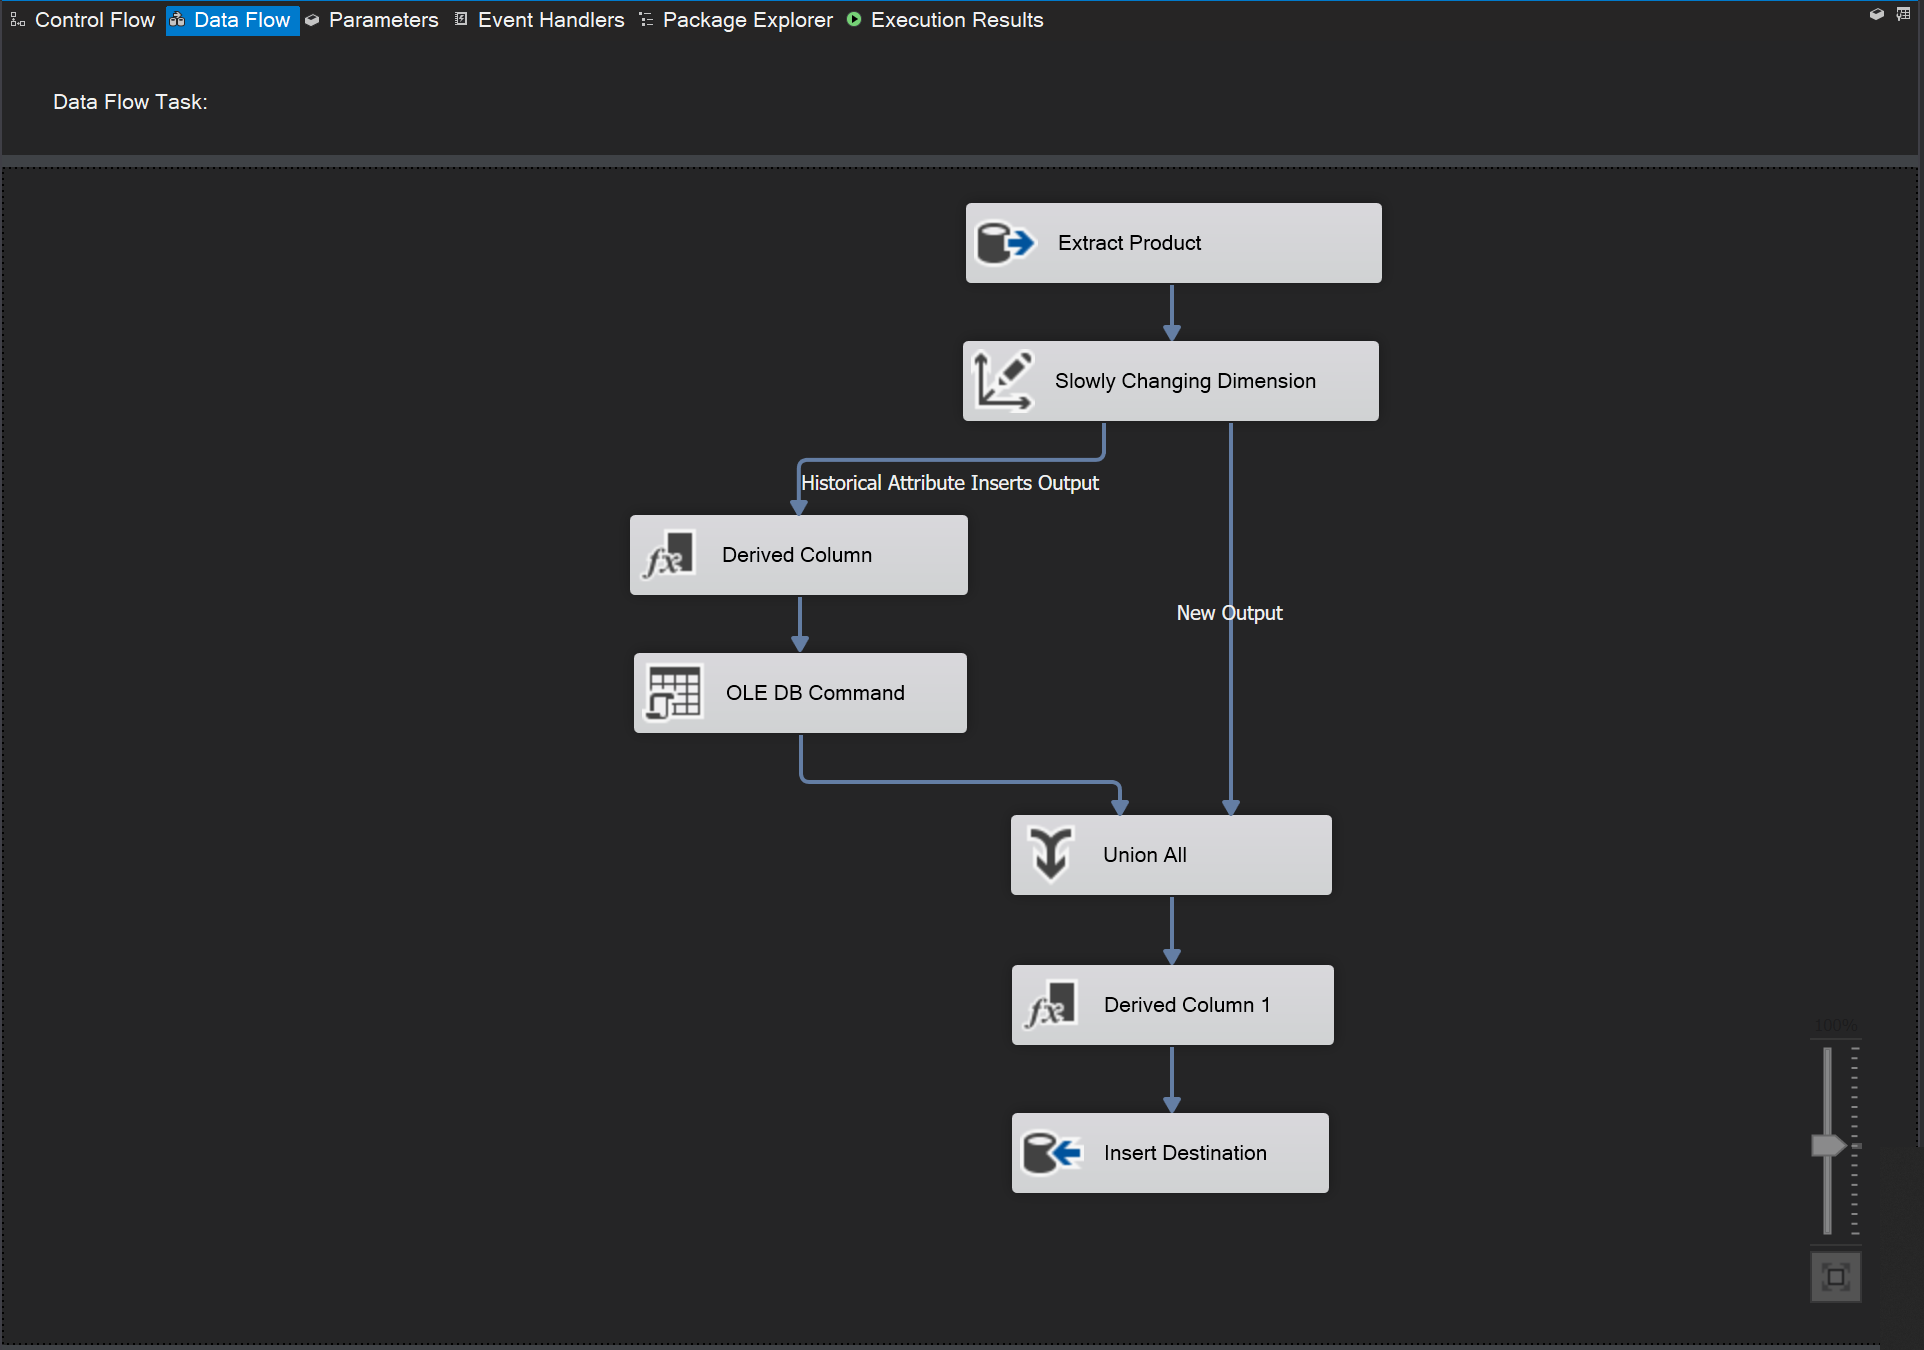 Control Flow Data Flow Parameters Event Handlers Package Explorer Execution Results
Data Flow Task:
Extract Product
Slowly Changing Dimension
Historical Attribute Inserts Output
Derived Column
New Output
OLE DB Command
Union All
Derived Column 1
100%
Insert Destination